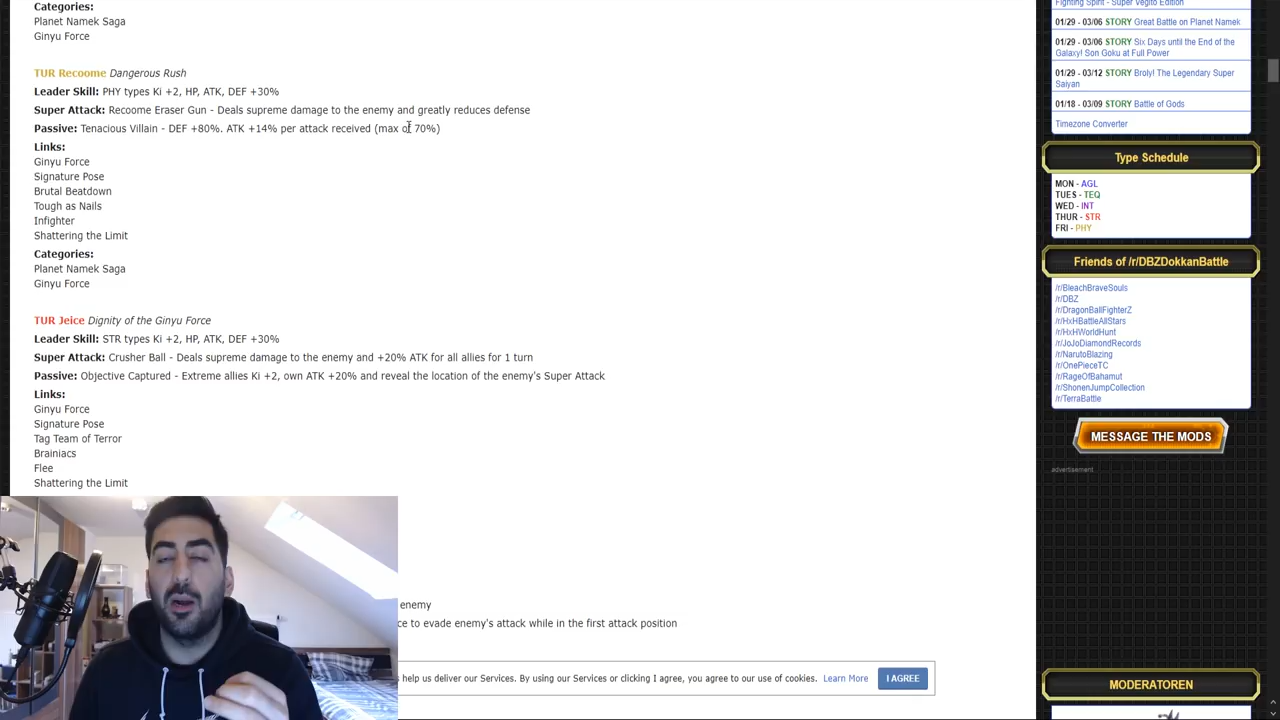 Categories:
Planet Namek Saga
Ginyu Force
TUR Recoome Dangerous Rush
Leader Skill: PHY types Ki +2, HP, ATK, DEF +30%
Super Attack: Recoome Eraser Gun - Deals supreme damage to the enemy and greatly reduces defense
Passive: Tenacious Villain - DEF +80%. ATK +14% per attack received (max of 70%)
Links:
Ginyu Force
Signature Pose
Brutal Beatdown
Tough as Nails
Infighter
Shattering the Limit
Categories:
Planet Namek Saga
Ginyu Force
TUR Jeice Dignity of the Ginyu Force
Leader Skill: STR types Ki +2, HP, ATK, DEF +30%
Super Attack: Crusher Ball - Deals supreme damage to the enemy and +20% ATK for all allies for 1 turn
Passive: Objective Captured - Extreme allies Ki +2, own ATK +20% and reveal the location of the enemy's Super Attack
Links:
Ginyu Force
Signature Pose
Tag Team of Terror
Brainiacs
Flee
Shattering the Limit
enemy
ce to evade enemy's attack while in the first attack position
s help us deliver our Services. By using our Services or clicking I agree, you agree to our use of cookies. Learn More I AGREE
Fighting Spirit - Super Vegito Edition
01/29 - 03/06 STORY Great Battle on Planet Namek
01/29 - 03/06 STORY Six Days until the End of the
Galaxy! Son Goku at Full Power
01/29 - 03/12 STORY Broly! The Legendary Super
Saiyan
01/18 - 03/09 STORY Battle of Gods
Timezone Converter
Type Schedule
MON - AGL
TUES - TEQ
WED - INT
THUR - STR
FRI - PHY
Friends of /r/DBZDokkanBattle
/r/BleachBraveSouls
/r/DBZ
/r/DragonBallFighterZ
/r/HxHBattleAllStars
/r/HxHWorldHunt
/r/JoJoDiamondRecords
/r/NarutoBlazing
/r/OnePieceTC
/r/RageOfBahamut
/r/ShonenJumpCollection
/r/TerraBattle
MESSAGE THE MODS
advertisement
MODERATOREN